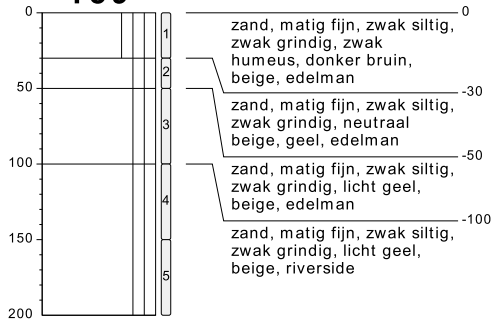 0
50
100
150
200
1
2
3
4
5
0
zand, matig fijn, zwak siltig,
zwak grindig, zwak
humeus, donker bruin,
beige, edelman
-30
zand, matig fijn, zwak siltig,
zwak grindig, neutraal
beige, geel, edelman
-50
zand, matig fijn, zwak siltig,
zwak grindig, licht geel,
beige, edelman
-100
zand, matig fijn, zwak siltig,
zwak grindig, licht geel,
beige, riverside